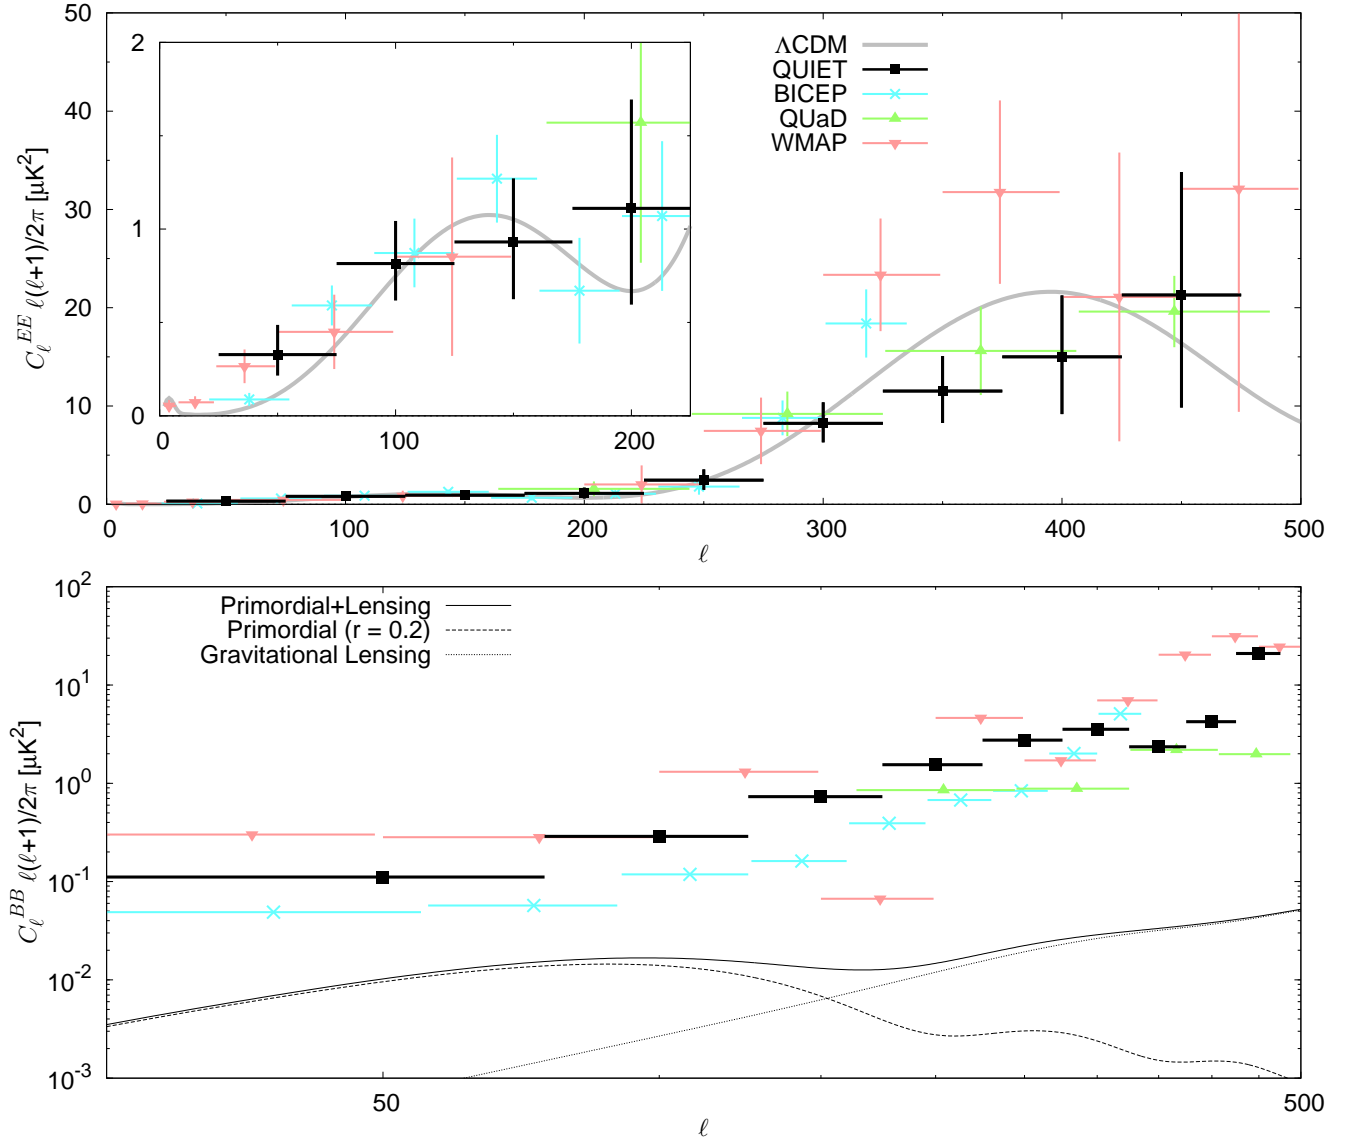 50
40
30
20
10
0
C_ℓ^{EE} ℓ(ℓ+1)/2π [μK²]
2
1
0
0 100 200
ΛCDM
QUIET
BICEP
QUaD
WMAP
0 100 200 300 400 500
ℓ
10²
10¹
10⁰
10⁻¹
10⁻²
10⁻³
C_ℓ^{BB} ℓ(ℓ+1)/2π [μK²]
Primordial+Lensing
Primordial (r = 0.2)
Gravitational Lensing
50 500
ℓ